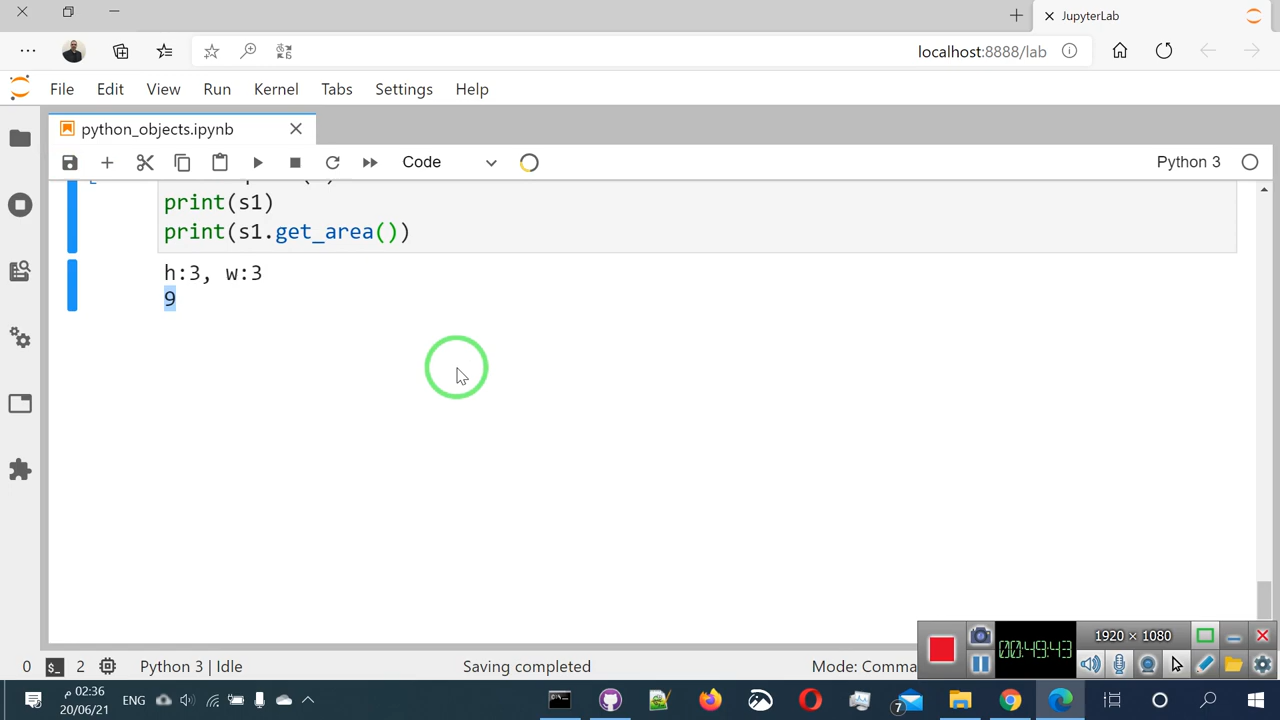 JupyterLab
localhost:8888/lab
File Edit View Run Kernel Tabs Settings Help
python_objects.ipynb
Code
Python 3
print(s1)
print(s1.get_area())
h:3, w:3
9
1920 × 1080
00:49:43
0 2 Python 3 | Idle Saving completed Mode: Comma
02:36 م
20/06/21
ENG
7